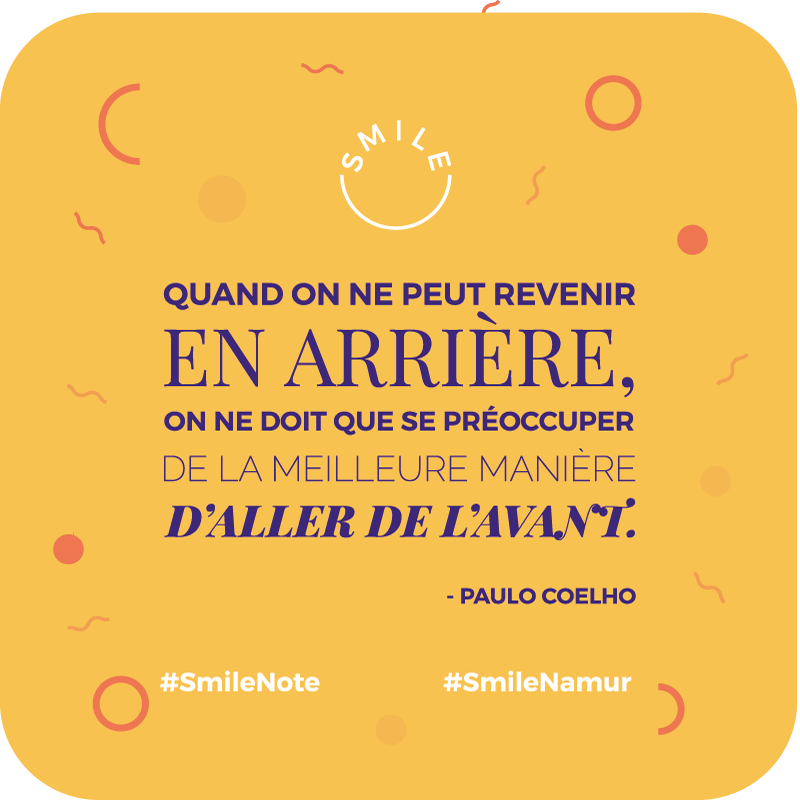 SMILE
QUAND ON NE PEUT REVENIR
EN ARRIÈRE,
ON NE DOIT QUE SE PRÉOCCUPER
DE LA MEILLEURE MANIÈRE
D'ALLER DE L'AVANT.
- PAULO COELHO
#SmileNote #SmileNamur